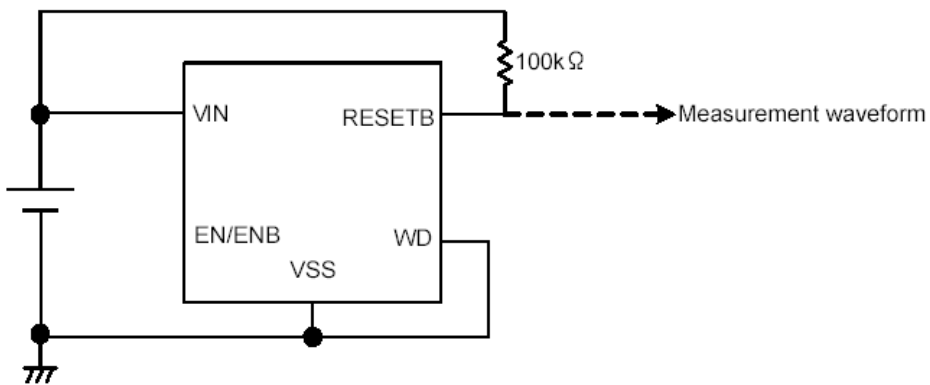 100kΩ
VIN
RESETB
Measurement waveform
EN/ENB
WD
VSS